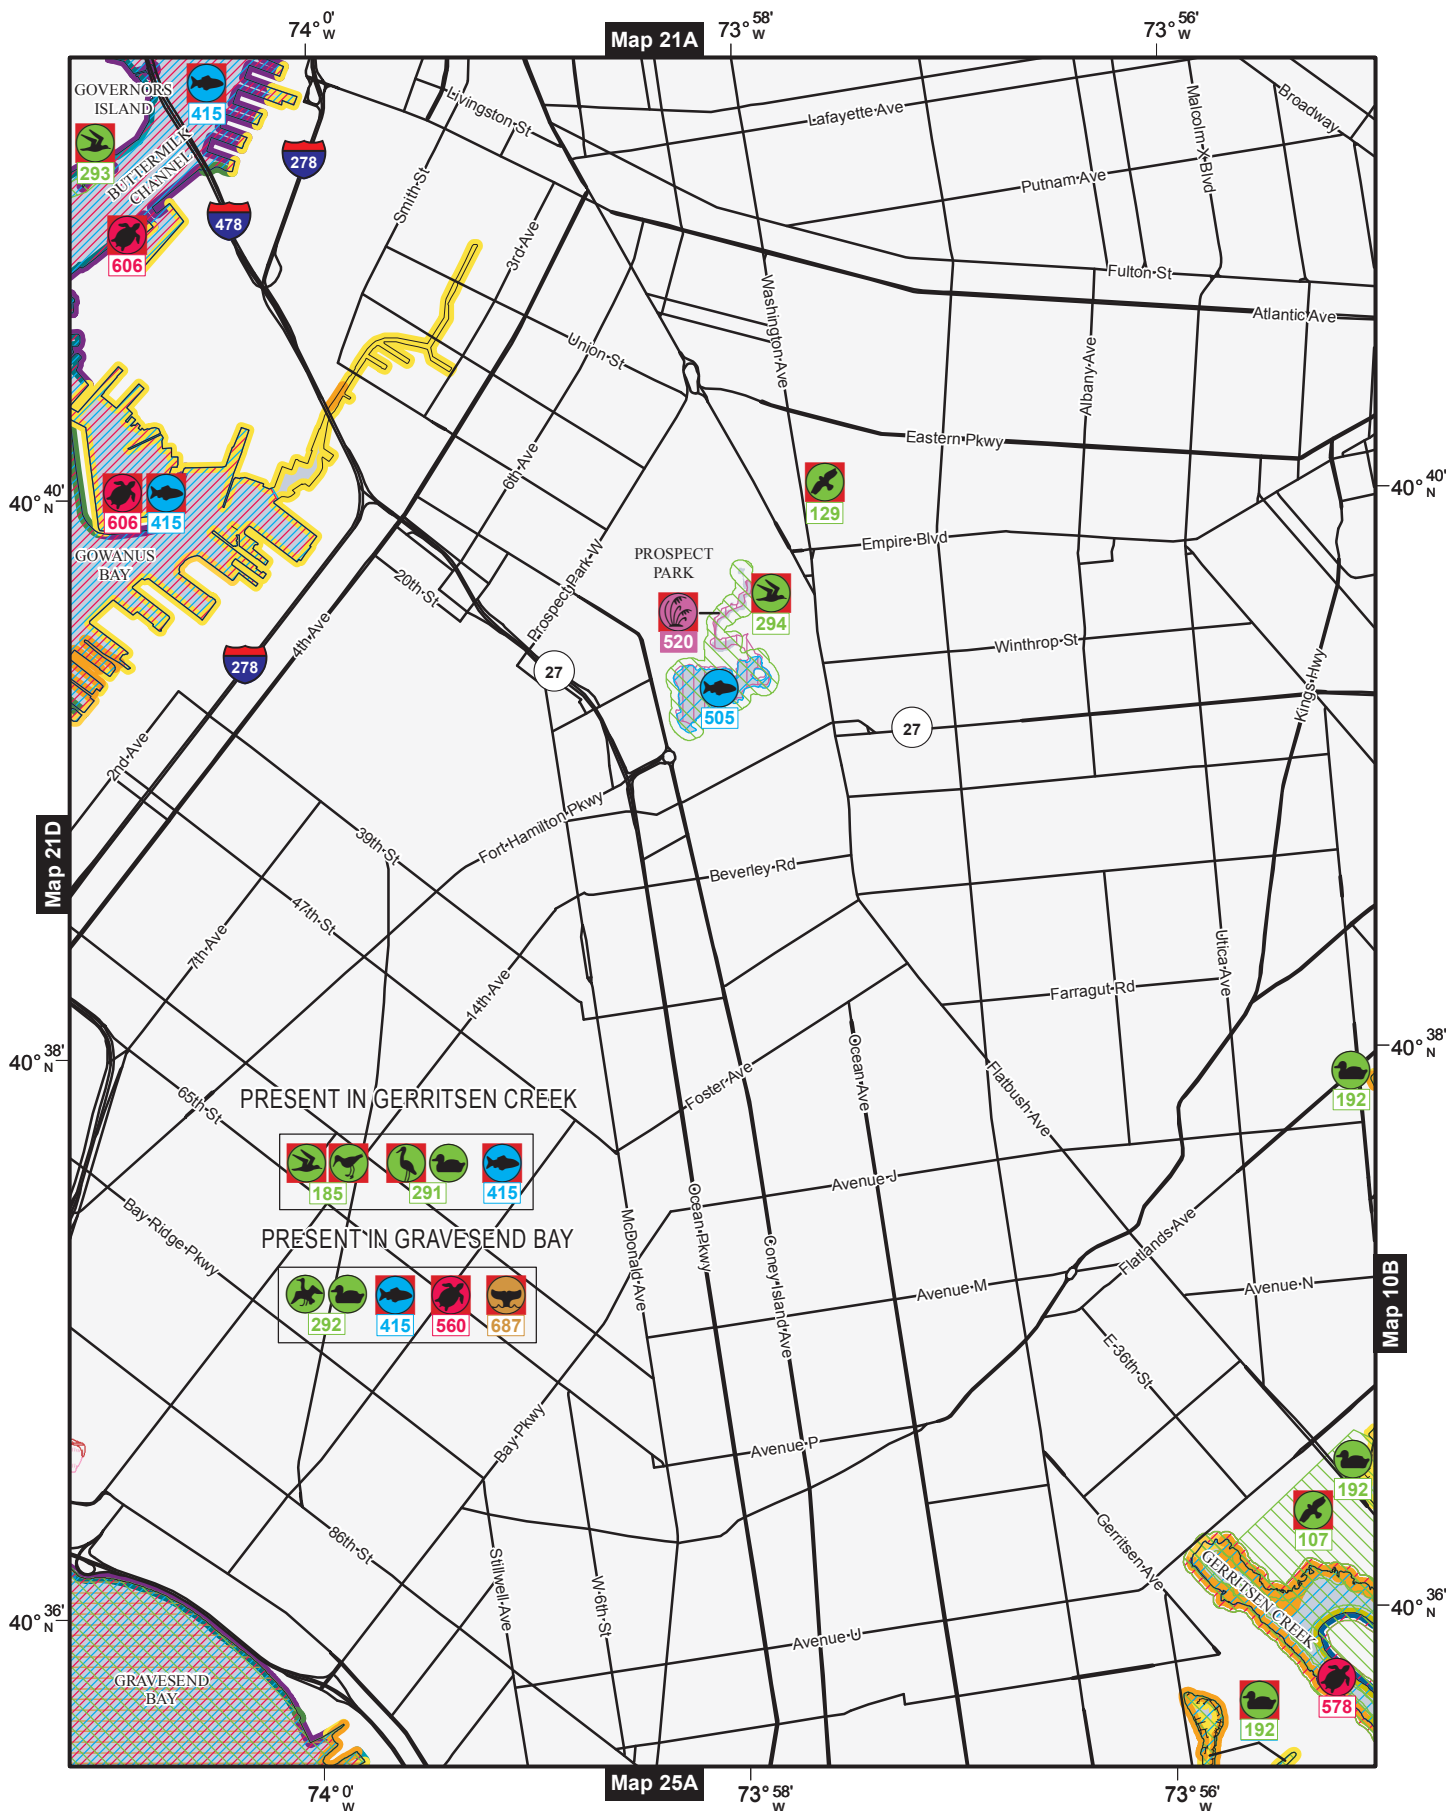 74° 0' W
Map 21A
73° 58' W
73° 56' W
GOVERNORS
ISLAND
415
293
BUTTERMILK
CHANNEL
606
278
478
Livingston St
Smith St
3rd Ave
Lafayette Ave
Malcolm X Blvd
Broadway
Putnam Ave
Fulton St
Atlantic Ave
Washington Ave
Albany Ave
Union St
Eastern Pkwy
6th Ave
40° 40' N
40° 40' N
606
415
GOWANUS
BAY
129
Empire Blvd
PROSPECT
PARK
520
294
505
20th St
Prospect Park W
4th Ave
278
27
Winthrop St
Kings Hwy
27
2nd Ave
Map 21D
39th St
Fort Hamilton Pkwy
Beverley Rd
47th St
7th Ave
14th Ave
Utica Ave
Farragut Rd
40° 38' N
40° 38' N
Ocean Ave
Flatbush Ave
192
Foster Ave
65th St
PRESENT IN GERRITSEN CREEK
185
291
415
Avenue J
Bay Ridge Pkwy
McDonald Ave
Ocean Pkwy
Coney Island Ave
Flatlands Ave
PRESENT IN GRAVESEND BAY
292
415
560
687
Avenue M
Avenue N
Map 10B
E 36th St
Bay Pkwy
Avenue P
192
107
Gerritsen Ave
GERRITSEN CREEK
86th St
Stillwell Ave
W 6th St
40° 36' N
40° 36' N
Avenue U
GRAVESEND
BAY
578
192
74° 0' W
Map 25A
73° 58' W
73° 56' W